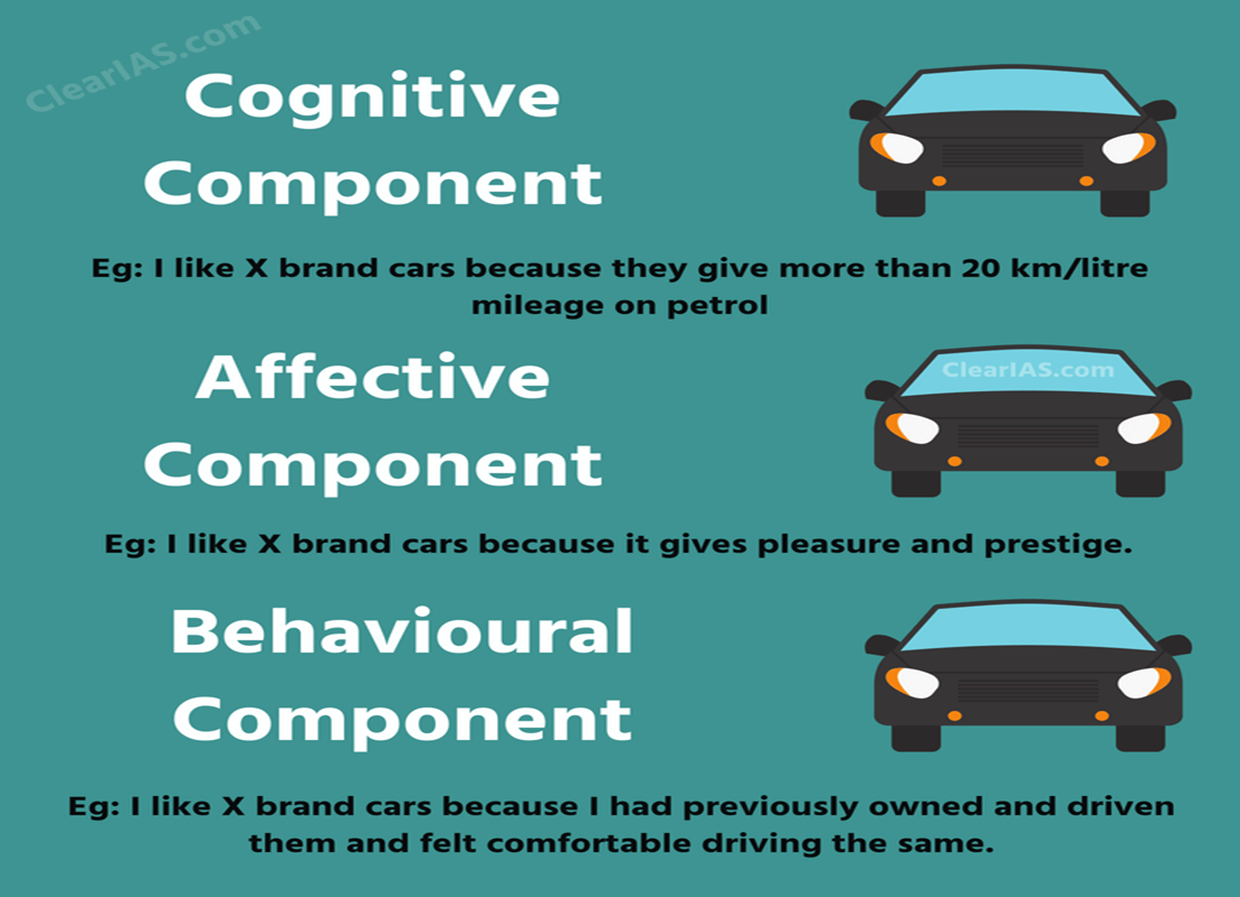 ClearIAS.com
Cognitive
Component
Eg: I like X brand cars because they give more than 20 km/litre
mileage on petrol
Affective
Component
ClearIAS.com
Eg: I like X brand cars because it gives pleasure and prestige.
Behavioural
Component
Eg: I like X brand cars because I had previously owned and driven
them and felt comfortable driving the same.